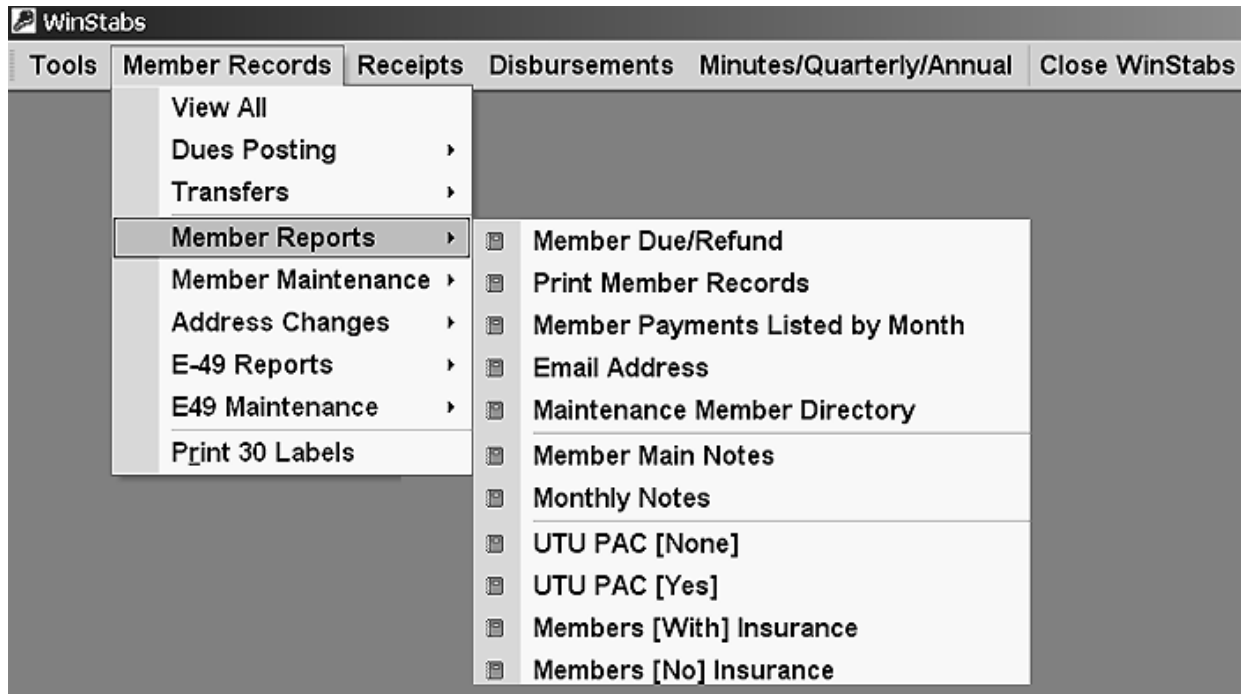 WinStabs
Tools Member Records Receipts Disbursements Minutes/Quarterly/Annual Close WinStabs
View All
Dues Posting
Transfers
Member Reports
Member Maintenance
Address Changes
E-49 Reports
E49 Maintenance
Print 30 Labels
Member Due/Refund
Print Member Records
Member Payments Listed by Month
Email Address
Maintenance Member Directory
Member Main Notes
Monthly Notes
UTU PAC [None]
UTU PAC [Yes]
Members [With] Insurance
Members [No] Insurance